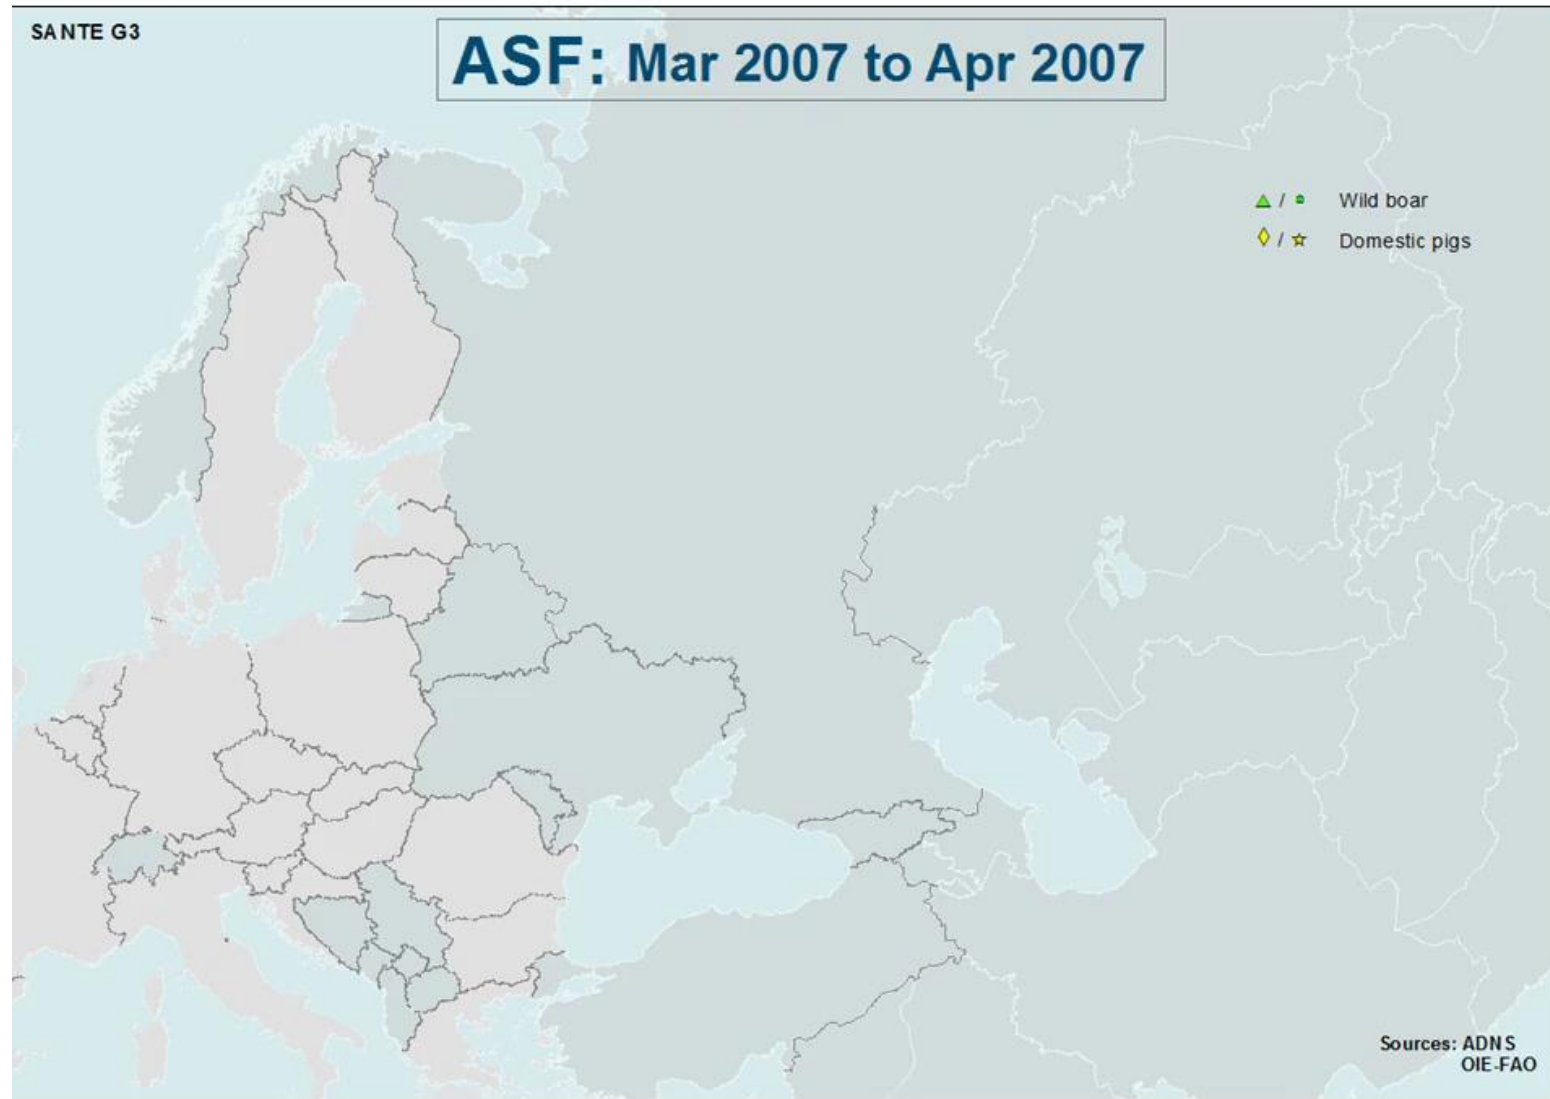 SANTE G3
ASF: Mar 2007 to Apr 2007
/ Wild boar
/ Domestic pigs
Sources: ADNS
OIE-FAO